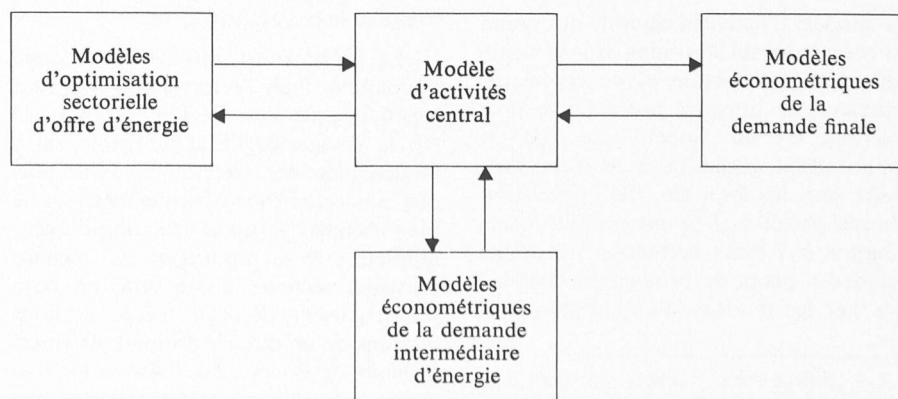 Modèles
d'optimisation
sectorielle
d'offre d'énergie
Modèle
d'activités
central
Modèles
économétriques
de la
demande finale
Modèles
économétriques
de la demande
intermédiaire
d'énergie